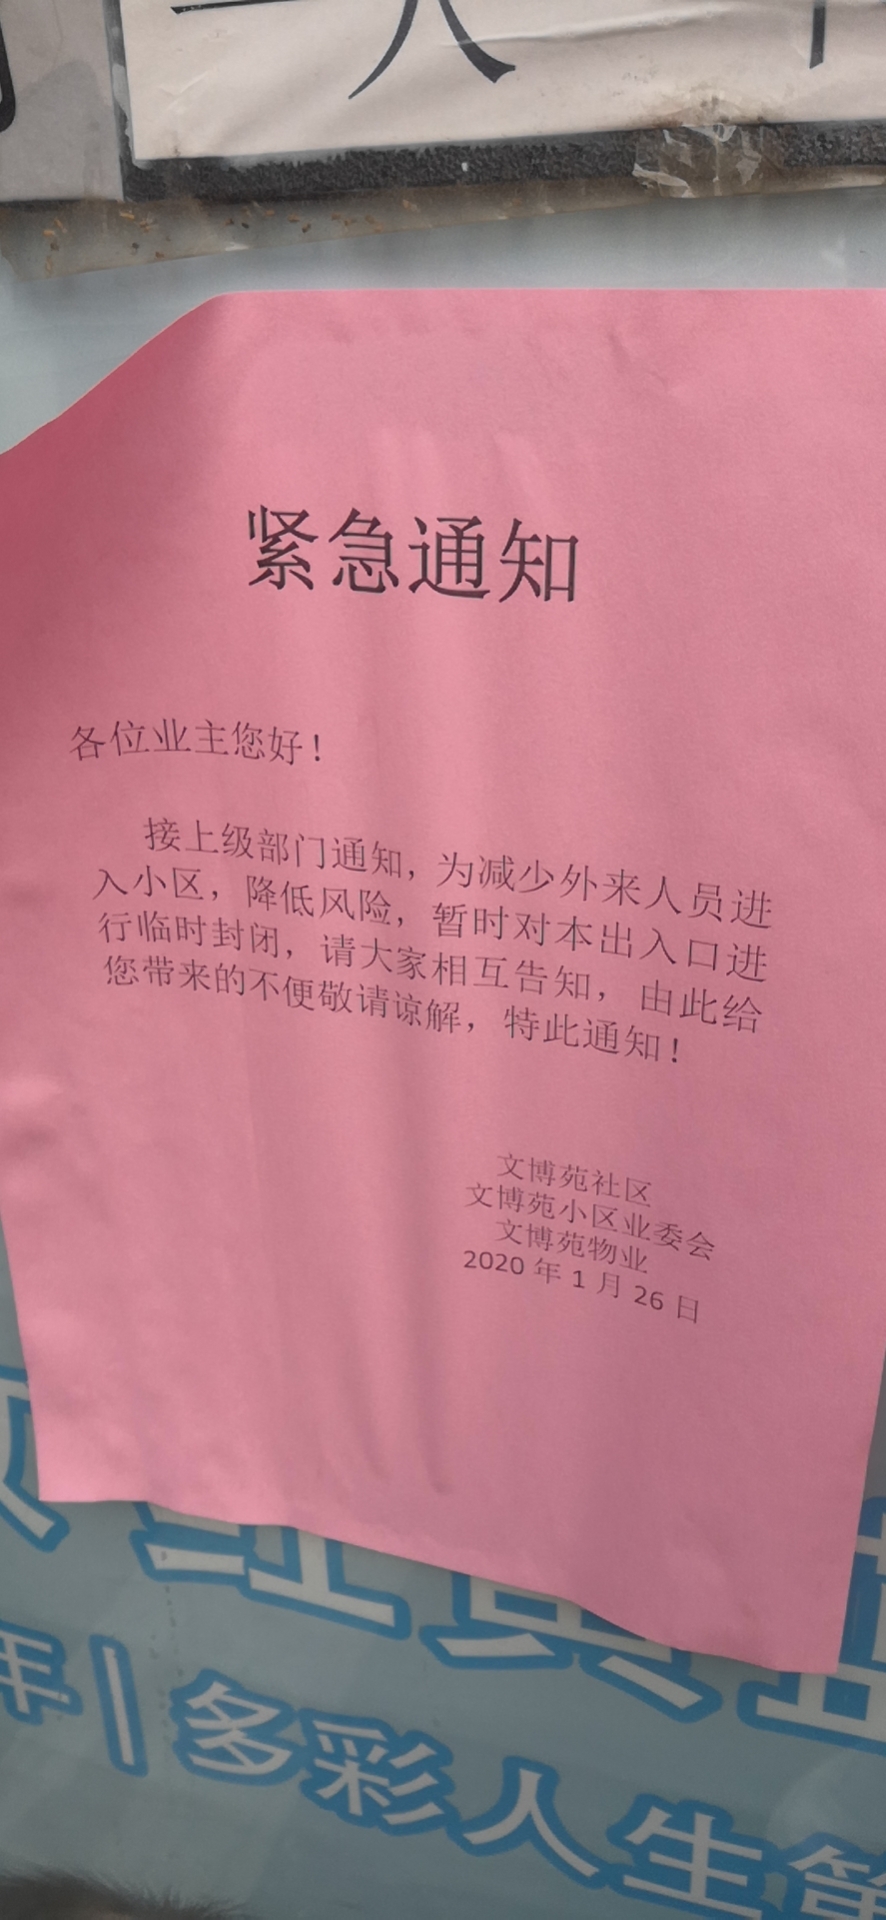 人
紧急通知
各位业主您好！
接上级部门通知，为减少外来人员进
入小区，降低风险，暂时对本出入口进
行临时封闭，请大家相互告知，由此给
您带来的不便敬请谅解，特此通知！
文博苑社区
文博苑小区业委会
文博苑物业
2020 年 1 月 26 日
年 | 多彩人生